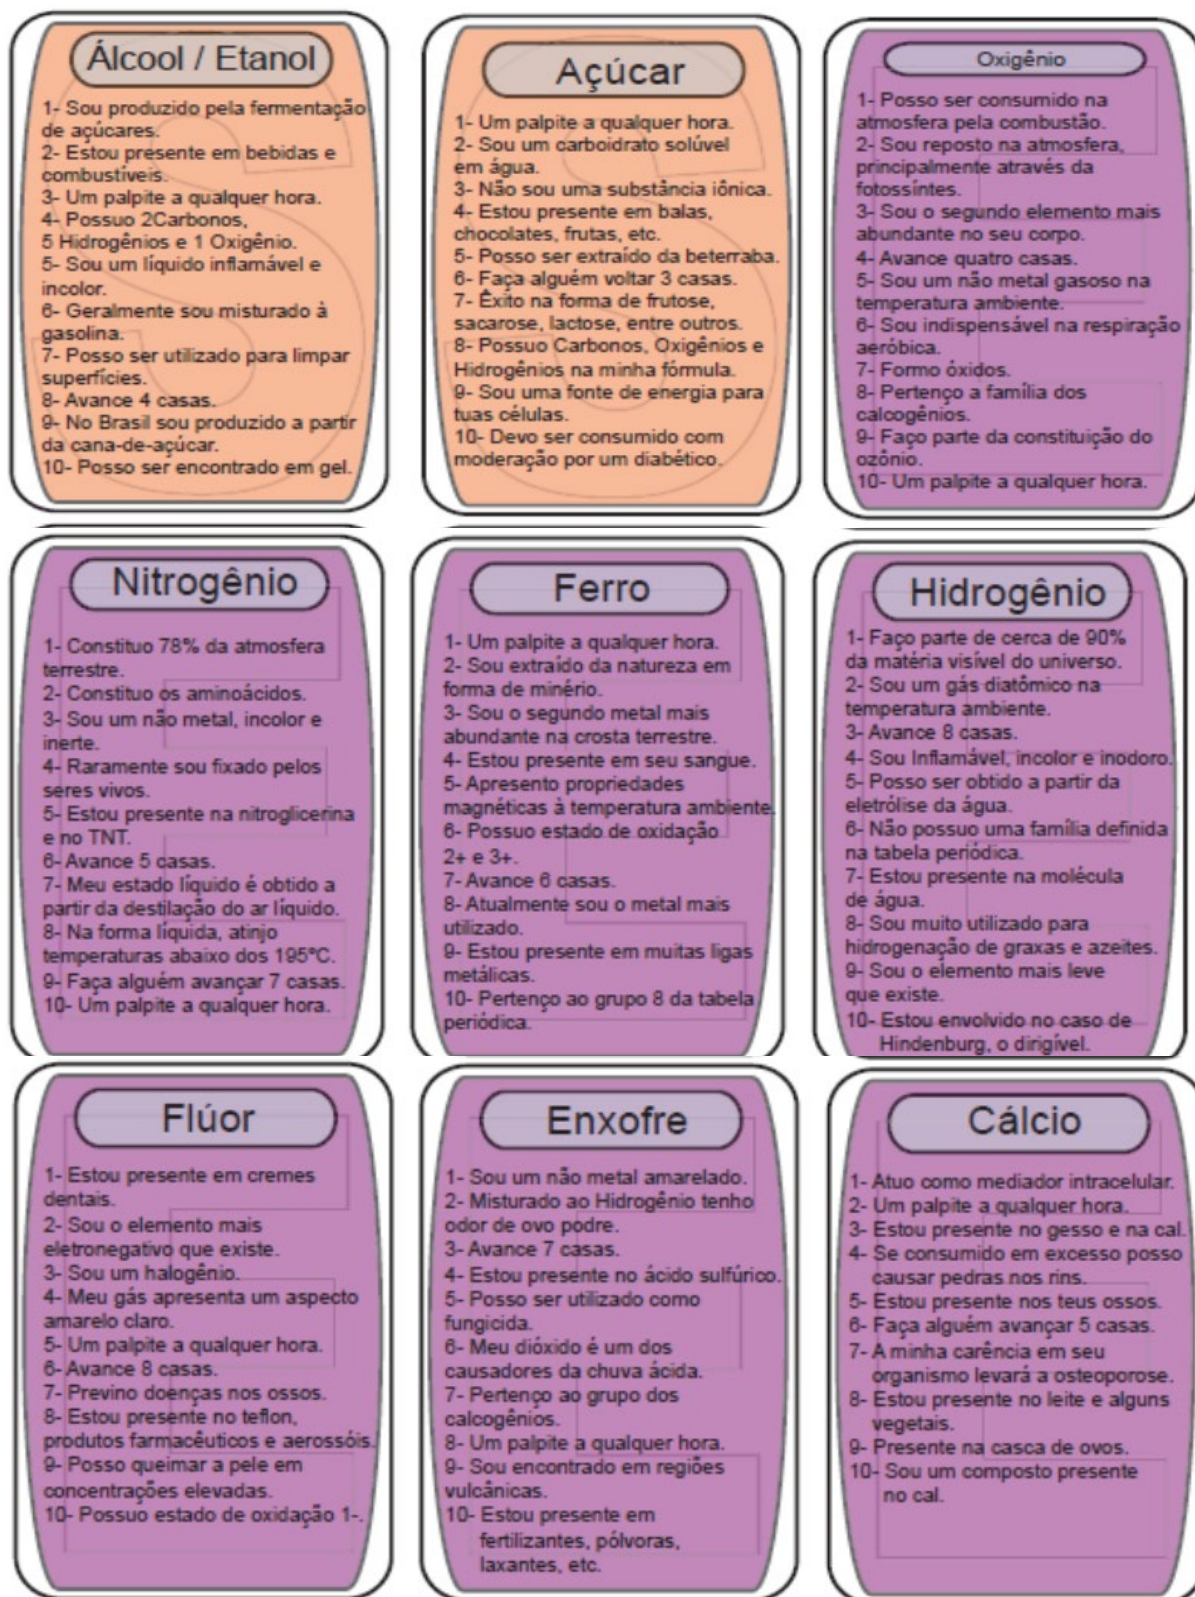 Álcool / Etanol
1- Sou produzido pela fermentação
de açúcares.
2- Estou presente em bebidas e
combustíveis.
3- Um palpite a qualquer hora.
4- Possuo 2Carbonos,
5 Hidrogênios e 1 Oxigênio.
5- Sou um líquido inflamável e
incolor.
6- Geralmente sou misturado à
gasolina.
7- Posso ser utilizado para limpar
superfícies.
8- Avance 4 casas.
9- No Brasil sou produzido a partir
da cana-de-açúcar.
10- Posso ser encontrado em gel.
Açúcar
1- Um palpite a qualquer hora.
2- Sou um carboidrato solúvel
em água.
3- Não sou uma substância iônica.
4- Estou presente em balas,
chocolates, frutas, etc.
5- Posso ser extraído da beterraba.
6- Faça alguém voltar 3 casas.
7- Êxito na forma de frutose,
sacarose, lactose, entre outros.
8- Possuo Carbonos, Oxigênios e
Hidrogênios na minha fórmula.
9- Sou uma fonte de energia para
tuas células.
10- Devo ser consumido com
moderação por um diabético.
Oxigênio
1- Posso ser consumido na
atmosfera pela combustão.
2- Sou reposto na atmosfera,
principalmente através da
fotossíntes.
3- Sou o segundo elemento mais
abundante no seu corpo.
4- Avance quatro casas.
5- Sou um não metal gasoso na
temperatura ambiente.
6- Sou indispensável na respiração
aeróbica.
7- Formo óxidos.
8- Pertenço a família dos
calcogênios.
9- Faço parte da constituição do
ozônio.
10- Um palpite a qualquer hora.
Nitrogênio
1- Constituo 78% da atmosfera
terrestre.
2- Constituo os aminoácidos.
3- Sou um não metal, incolor e
inerte.
4- Raramente sou fixado pelos
seres vivos.
5- Estou presente na nitroglicerina
e no TNT.
6- Avance 5 casas.
7- Meu estado líquido é obtido a
partir da destilação do ar líquido.
8- Na forma líquida, atinjo
temperaturas abaixo dos 195°C.
9- Faça alguém avançar 7 casas.
10- Um palpite a qualquer hora.
Ferro
1- Um palpite a qualquer hora.
2- Sou extraído da natureza em
forma de minério.
3- Sou o segundo metal mais
abundante na crosta terrestre.
4- Estou presente em seu sangue.
5- Apresento propriedades
magnéticas à temperatura ambiente.
6- Possuo estado de oxidação
2+ e 3+.
7- Avance 6 casas.
8- Atualmente sou o metal mais
utilizado.
9- Estou presente em muitas ligas
metálicas.
10- Pertenço ao grupo 8 da tabela
periódica.
Hidrogênio
1- Faço parte de cerca de 90%
da matéria visível do universo.
2- Sou um gás diatômico na
temperatura ambiente.
3- Avance 8 casas.
4- Sou Inflamável, incolor e inodoro.
5- Posso ser obtido a partir da
eletrólise da água.
6- Não possuo uma família definida
na tabela periódica.
7- Estou presente na molécula
de água.
8- Sou muito utilizado para
hidrogenação de graxas e azeites.
9- Sou o elemento mais leve
que existe.
10- Estou envolvido no caso de
Hindenburg, o dirigível.
Flúor
1- Estou presente em cremes
dentais.
2- Sou o elemento mais
eletronegativo que existe.
3- Sou um halogênio.
4- Meu gás apresenta um aspecto
amarelo claro.
5- Um palpite a qualquer hora.
6- Avance 8 casas.
7- Previno doenças nos ossos.
8- Estou presente no teflon,
produtos farmacêuticos e aerossóis.
9- Posso queimar a pele em
concentrações elevadas.
10- Possuo estado de oxidação 1-.
Enxofre
1- Sou um não metal amarelado.
2- Misturado ao Hidrogênio tenho
odor de ovo podre.
3- Avance 7 casas.
4- Estou presente no ácido sulfúrico.
5- Posso ser utilizado como
fungicida.
6- Meu dióxido é um dos
causadores da chuva ácida.
7- Pertenço ao grupo dos
calcogênios.
8- Um palpite a qualquer hora.
9- Sou encontrado em regiões
vulcânicas.
10- Estou presente em
fertilizantes, pólvoras,
laxantes, etc.
Cálcio
1- Atuo como mediador intracelular.
2- Um palpite a qualquer hora.
3- Estou presente no gesso e na cal.
4- Se consumido em excesso posso
causar pedras nos rins.
5- Estou presente nos teus ossos.
6- Faça alguém avançar 5 casas.
7- A minha carência em seu
organismo levará a osteoporose.
8- Estou presente no leite e alguns
vegetais.
9- Presente na casca de ovos.
10- Sou um composto presente
no cal.